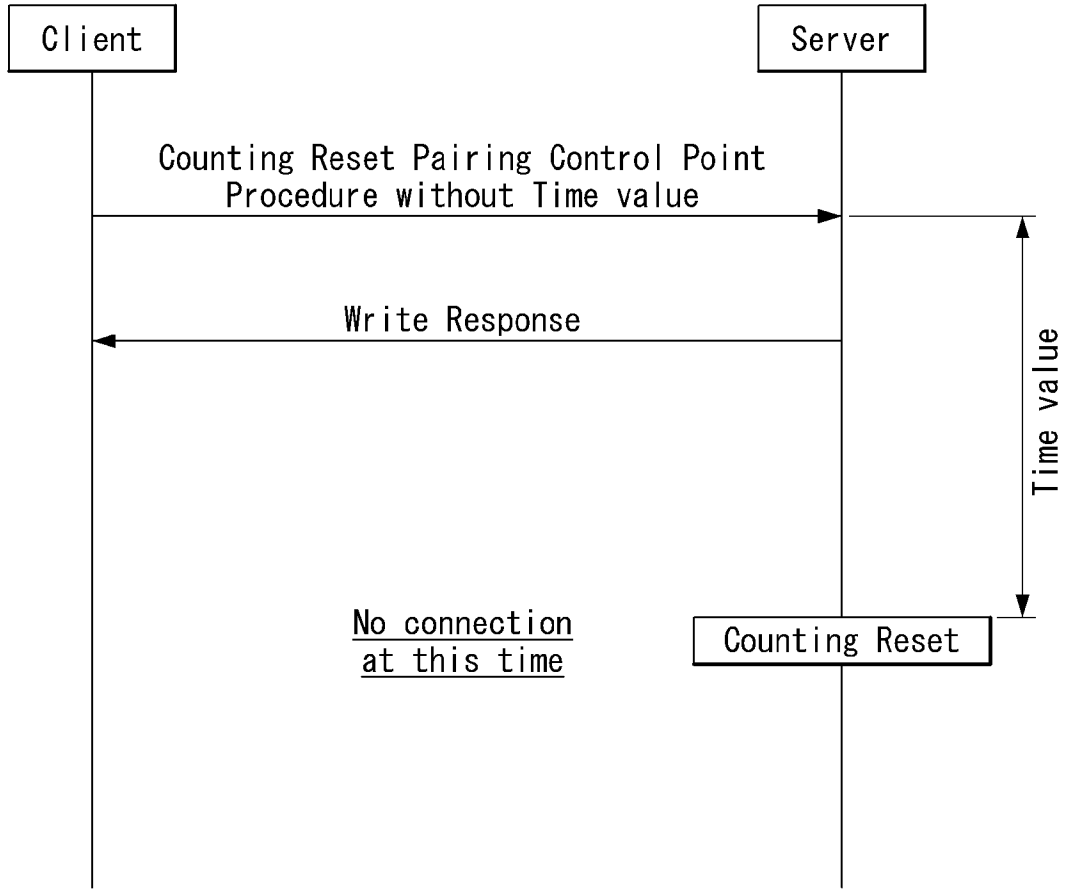 Client
Server
Counting Reset Pairing Control Point
Procedure without Time value
Write Response
Time value
No connection
at this time
Counting Reset